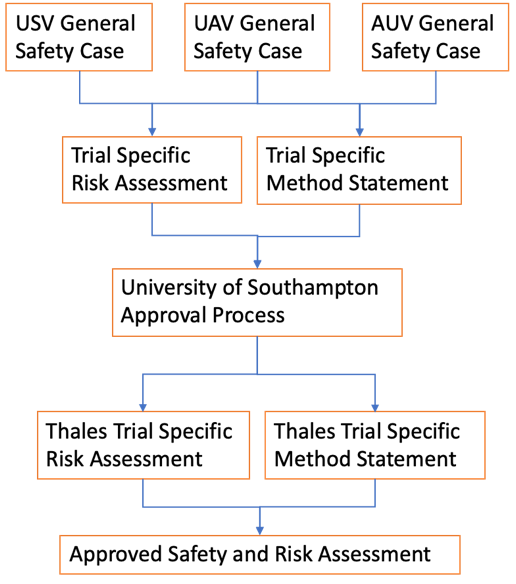 USV General
Safety Case
UAV General
Safety Case
AUV General
Safety Case
Trial Specific
Risk Assessment
Trial Specific
Method Statement
University of Southampton
Approval Process
Thales Trial Specific
Risk Assessment
Thales Trial Specific
Method Statement
Approved Safety and Risk Assessment